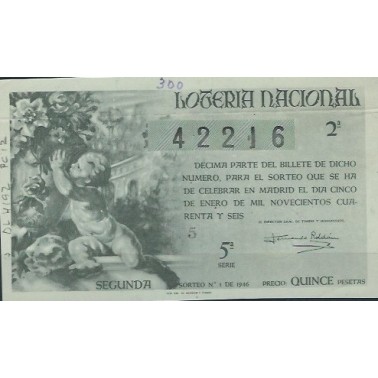 300
LOTERIA NACIONAL
42216 2ª
DECIMA PARTE DEL BILLETE DE DICHO
NUMERO, PARA EL SORTEO QUE SE HA
DE CELEBRAR EN MADRID EL DIA CINCO
DE ENERO DE MIL NOVECIENTOS CUA
RENTA Y SEIS
5
5ª
SERIE
SEGUNDA SORTEO Nº 1 DE 1946 PRECIO QUINCE PESETAS